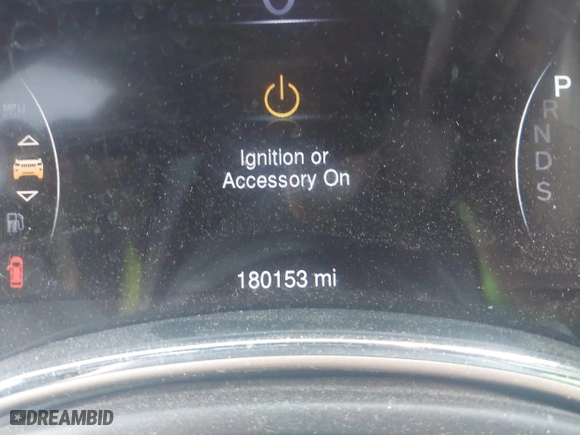 P
R
N
D
S
Ignition or
Accessory On
180153 mi
DREAMBID